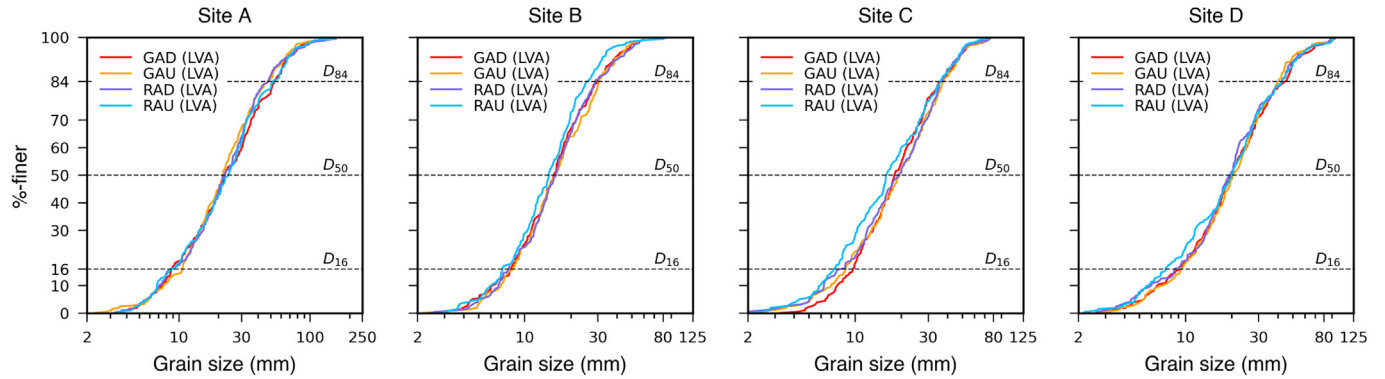 Site A
Site B
Site C
Site D
%-finer
100
84
80
70
60
50
40
30
20
16
10
0
GAD (LVA)
GAU (LVA)
RAD (LVA)
RAU (LVA)
D84
D50
D16
2
10
30
100
250
Grain size (mm)
GAD (LVA)
GAU (LVA)
RAD (LVA)
RAU (LVA)
D84
D50
D16
2
10
30
80 125
Grain size (mm)
GAD (LVA)
GAU (LVA)
RAD (LVA)
RAU (LVA)
D84
D50
D16
2
10
30
80 125
Grain size (mm)
GAD (LVA)
GAU (LVA)
RAD (LVA)
RAU (LVA)
D84
D50
D16
2
10
30
80 125
Grain size (mm)